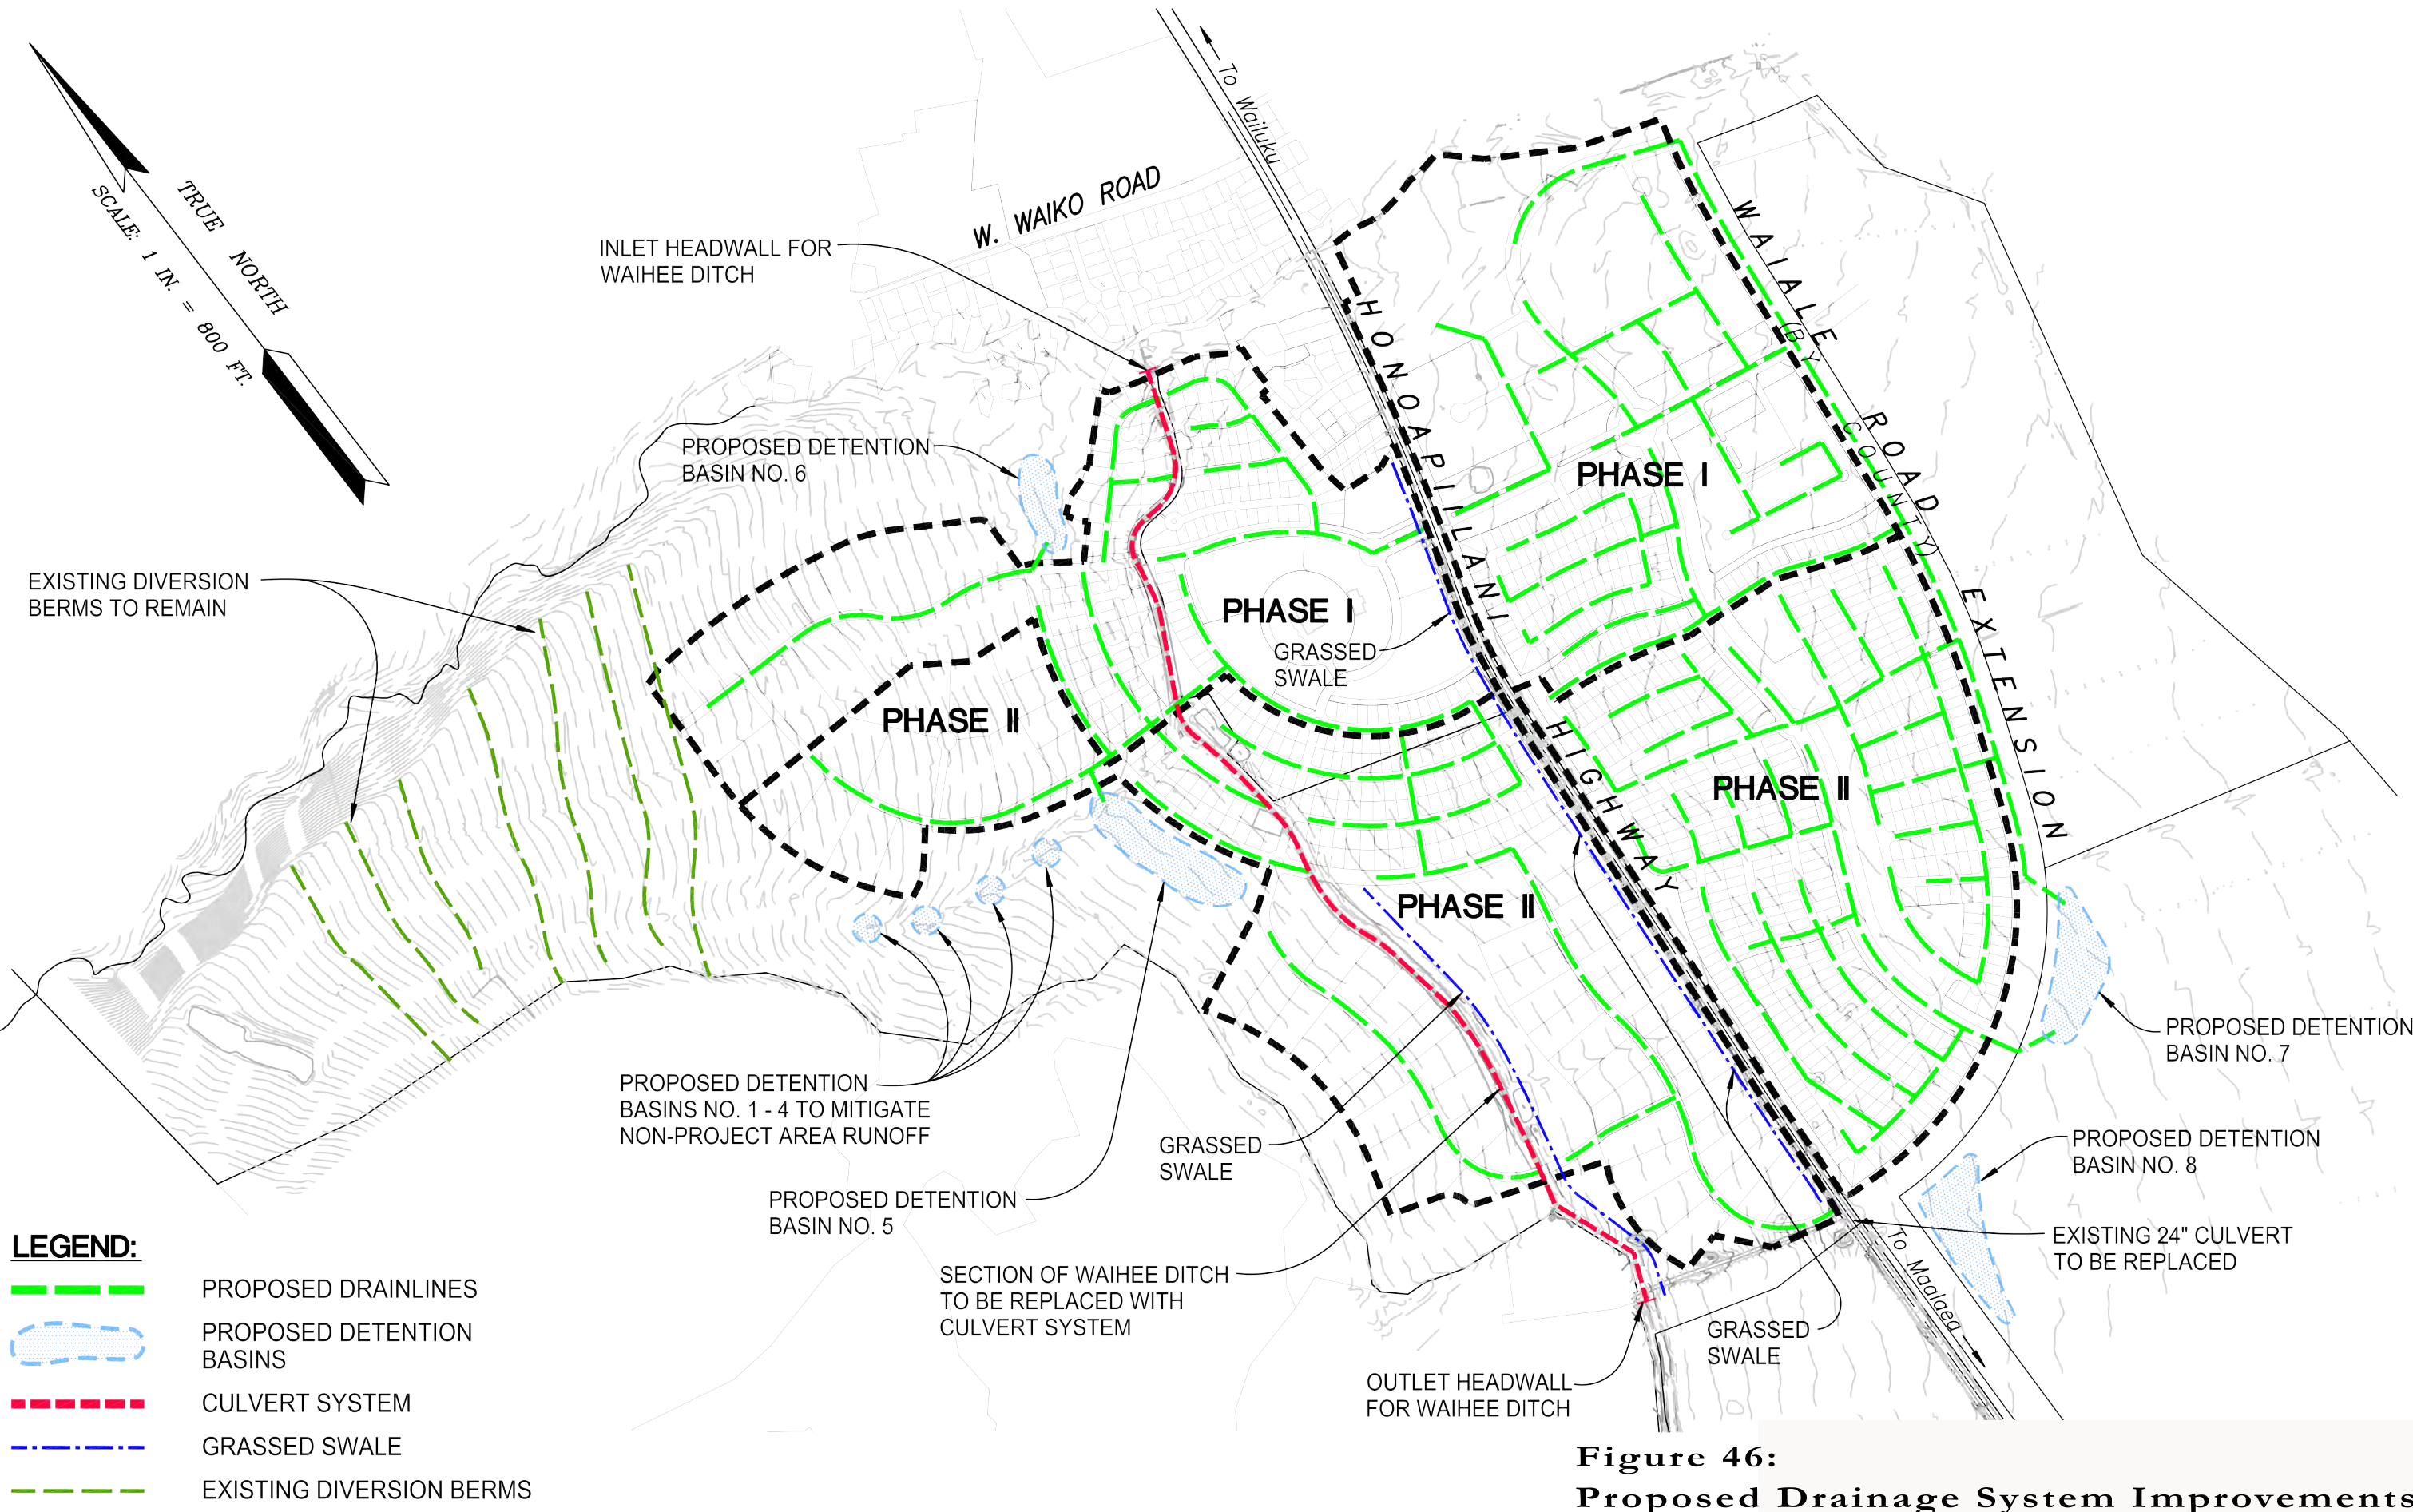 To Wailuku
W. WAIKO ROAD
TRUE NORTH
SCALE: 1 IN. = 800 FT.
INLET HEADWALL FOR
WAIHEE DITCH
WAIALE ROAD EXTENSION
(BY COUNTY)
HONOAPIILANI HIGHWAY
PROPOSED DETENTION
BASIN NO. 6
PHASE I
EXISTING DIVERSION
BERMS TO REMAIN
PHASE I
GRASSED
SWALE
PHASE II
PHASE II
PHASE II
PROPOSED DETENTION
BASIN NO. 7
PROPOSED DETENTION
BASINS NO. 1 - 4 TO MITIGATE
NON-PROJECT AREA RUNOFF
GRASSED
SWALE
PROPOSED DETENTION
BASIN NO. 8
PROPOSED DETENTION
BASIN NO. 5
EXISTING 24" CULVERT
TO BE REPLACED
To Maalaea
SECTION OF WAIHEE DITCH
TO BE REPLACED WITH
CULVERT SYSTEM
GRASSED
SWALE
OUTLET HEADWALL
FOR WAIHEE DITCH
LEGEND:
PROPOSED DRAINLINES
PROPOSED DETENTION
BASINS
CULVERT SYSTEM
GRASSED SWALE
EXISTING DIVERSION BERMS
Figure 46:
Proposed Drainage System Improvements